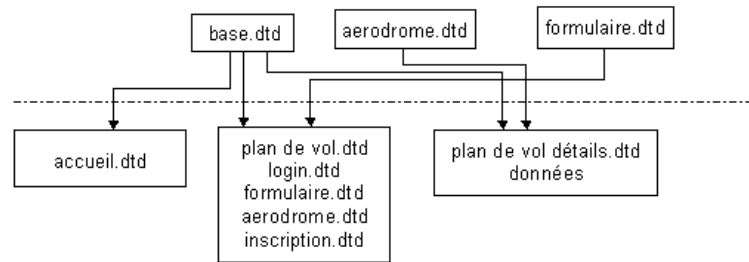 base.dtd
aerodrome.dtd
formulaire.dtd
accueil.dtd
plan de vol.dtd
login.dtd
formulaire.dtd
aerodrome.dtd
inscription.dtd
plan de vol détails.dtd
données